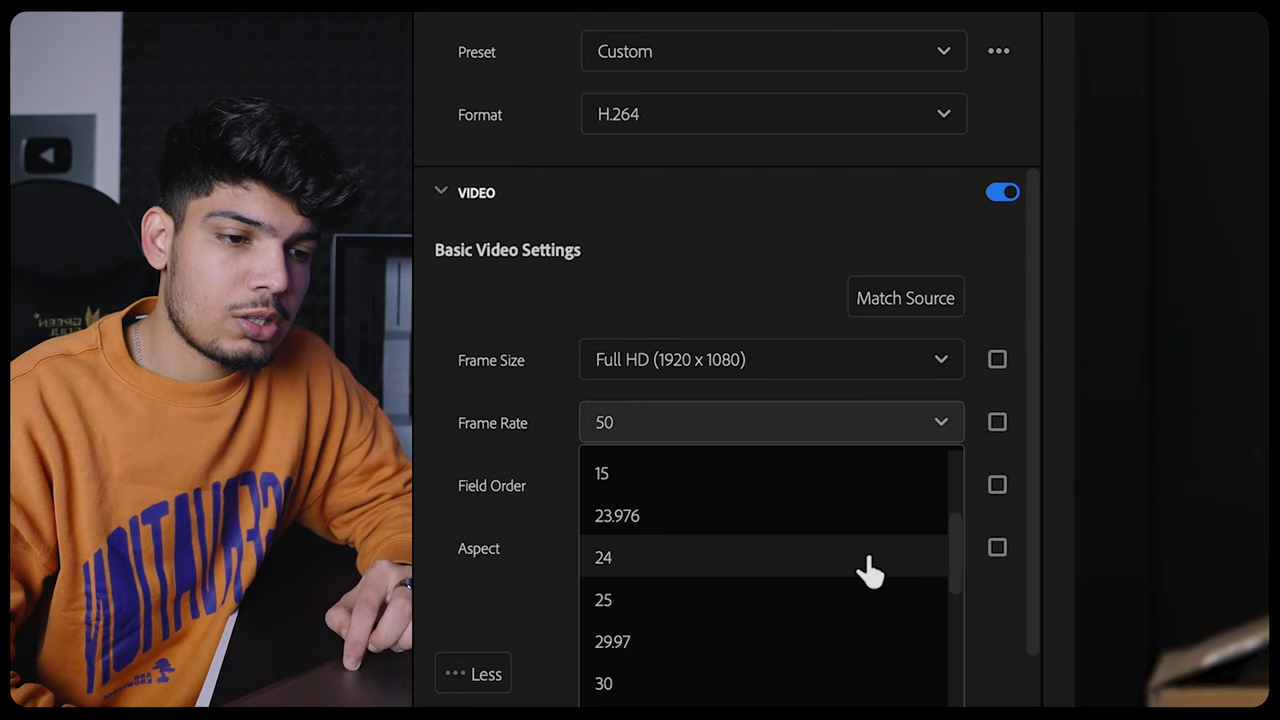 Preset
Custom
Format
H.264
VIDEO
Basic Video Settings
Match Source
Frame Size
Full HD (1920 x 1080)
Frame Rate
50
15
Field Order
23.976
Aspect
24
25
29.97
30
Less
GREEN